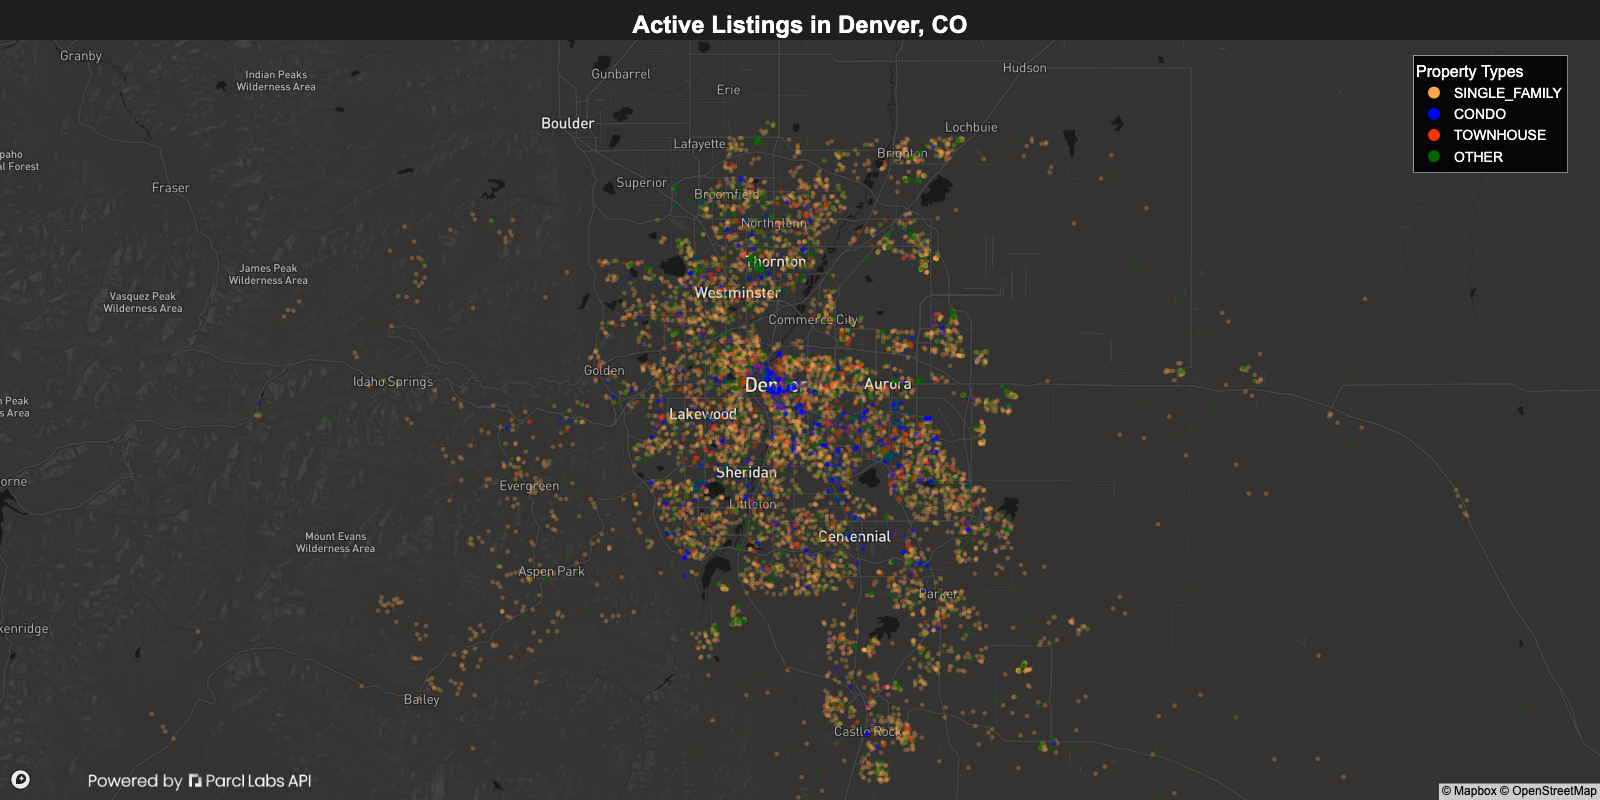 Active Listings in Denver, CO
Granby
Indian Peaks
Wilderness Area
Gunbarrel
Hudson
Erie
Property Types
SINGLE_FAMILY
CONDO
TOWNHOUSE
OTHER
Boulder
Lochbuie
Lafayette
Brighton
paho
al Forest
Fraser
Superior
Broomfield
Northglenn
Thornton
James Peak
Wilderness Area
Vasquez Peak
Wilderness Area
Westminster
Commerce City
Golden
Idaho Springs
Denver
Aurora
n Peak
s Area
Lakewood
Sheridan
orne
Evergreen
Littleton
Mount Evans
Wilderness Area
Centennial
Aspen Park
Parker
kenridge
Bailey
Castle Rock
Powered by Parcl Labs API
© Mapbox © OpenStreetMap